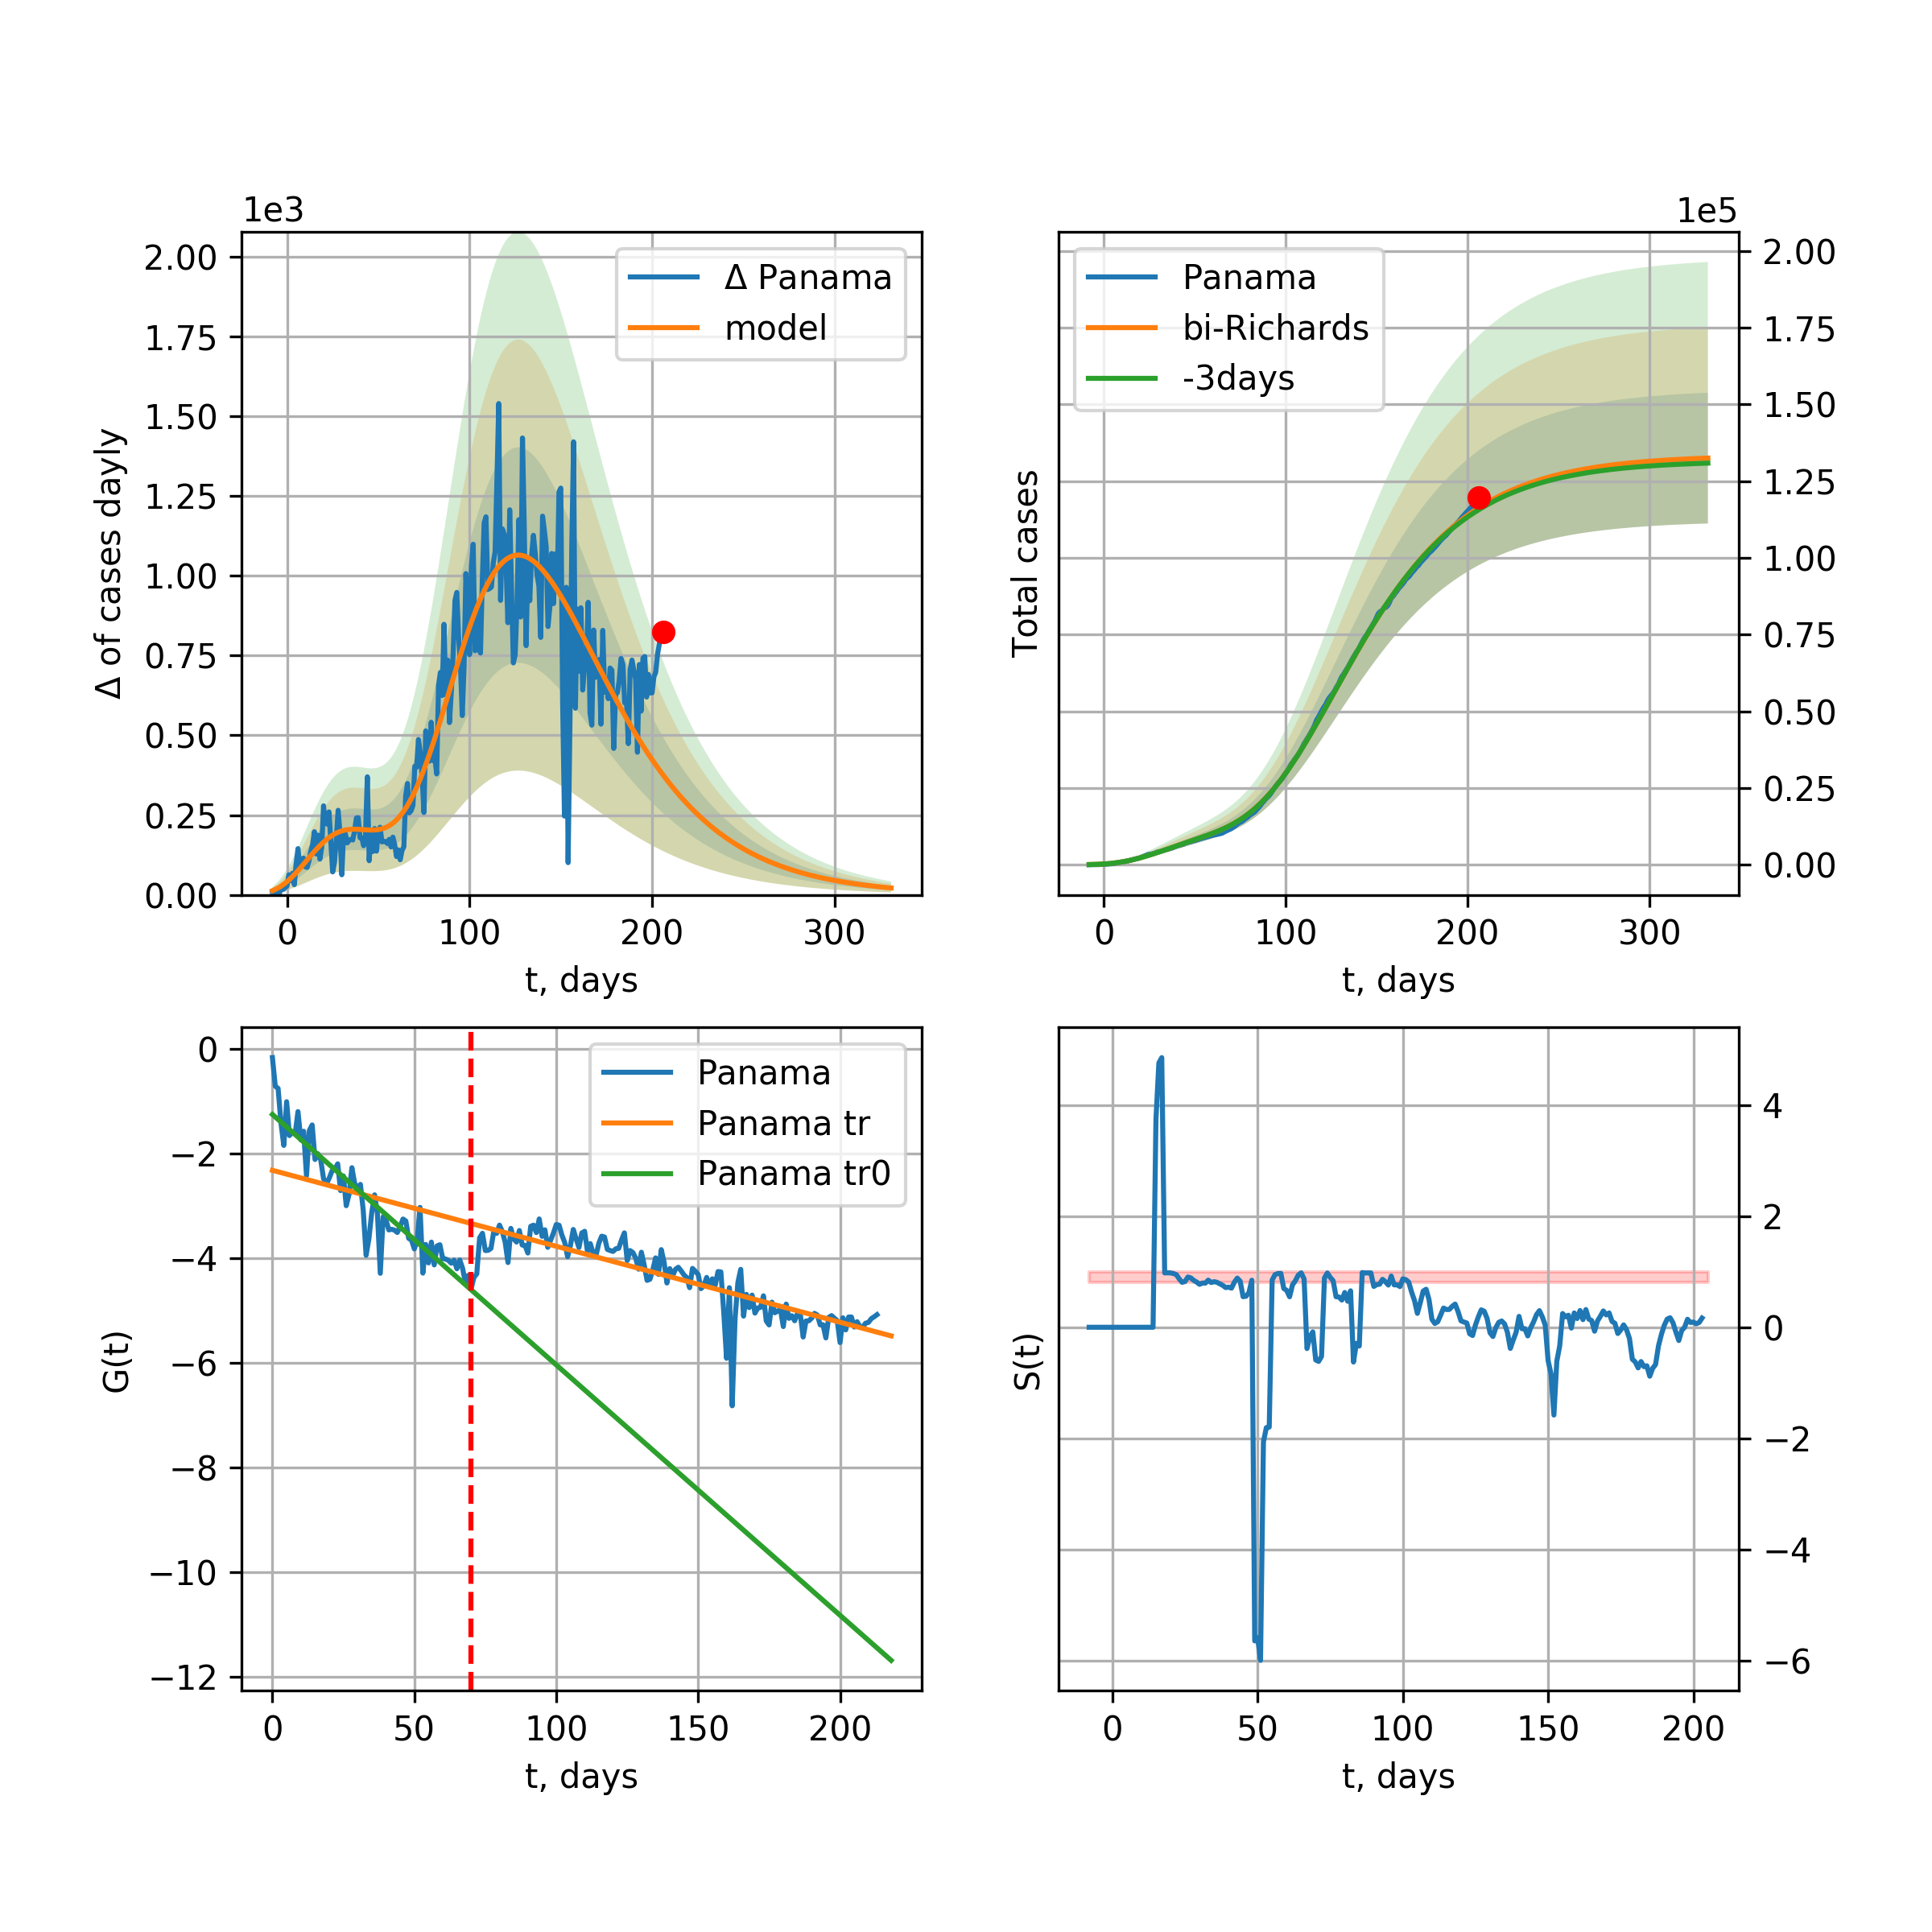 1e3
2.00
1.75
1.50
1.25
1.00
0.75
0.50
0.25
0.00
Δ of cases dayly
0 100 200 300
t, days
Δ Panama
model
1e5
2.00
1.75
1.50
1.25
1.00
0.75
0.50
0.25
0.00
Total cases
0 100 200 300
t, days
Panama
bi-Richards
-3days
0
−2
−4
−6
−8
−10
−12
G(t)
0 50 100 150 200
t, days
Panama
Panama tr
Panama tr0
4
2
0
−2
−4
−6
S(t)
0 50 100 150 200
t, days